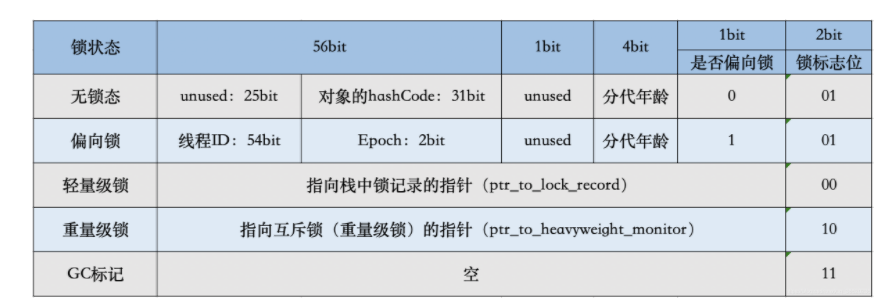 锁状态 56bit 1bit 4bit 1bit 2bit
是否偏向锁 锁标志位
无锁态 unused：25bit 对象的hashCode：31bit unused 分代年龄 0 01
偏向锁 线程ID：54bit Epoch：2bit unused 分代年龄 1 01
轻量级锁 指向栈中锁记录的指针（ptr_to_lock_record） 00
重量级锁 指向互斥锁（重量级锁）的指针（ptr_to_heavyweight_monitor） 10
GC标记 空 11